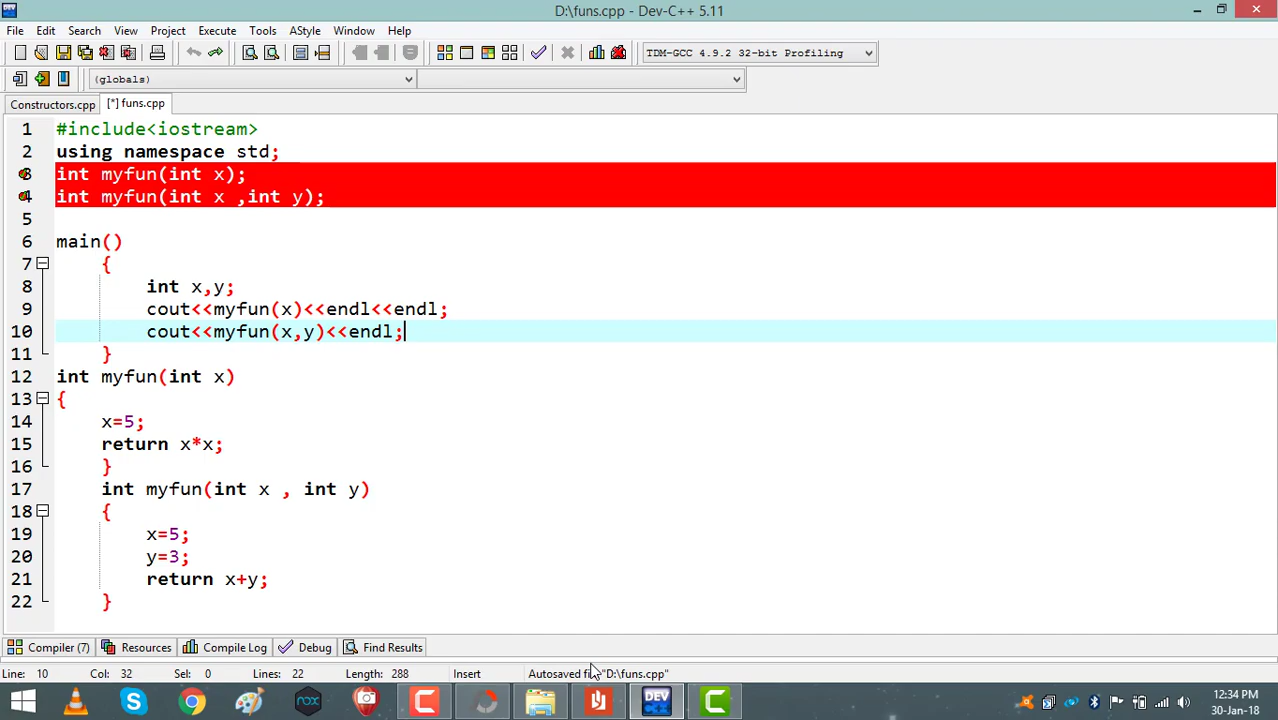 D:\funs.cpp - Dev-C++ 5.11
File Edit Search View Project Execute Tools AStyle Window Help
TDM-GCC 4.9.2 32-bit Profiling
(globals)
Constructors.cpp [*] funs.cpp
1 #include<iostream>
2 using namespace std;
3 int myfun(int x);
4 int myfun(int x ,int y);
5
6 main()
7 {
8 int x,y;
9 cout<<myfun(x)<<endl<<endl;
10 cout<<myfun(x,y)<<endl;
11 }
12 int myfun(int x)
13 {
14 x=5;
15 return x*x;
16 }
17 int myfun(int x , int y)
18 {
19 x=5;
20 y=3;
21 return x+y;
22 }
Compiler (7) Resources Compile Log Debug Find Results
Line: 10 Col: 32 Sel: 0 Lines: 22 Length: 288 Insert Autosaved "D:\funs.cpp"
nox DEV 12:34 PM
30-Jan-18